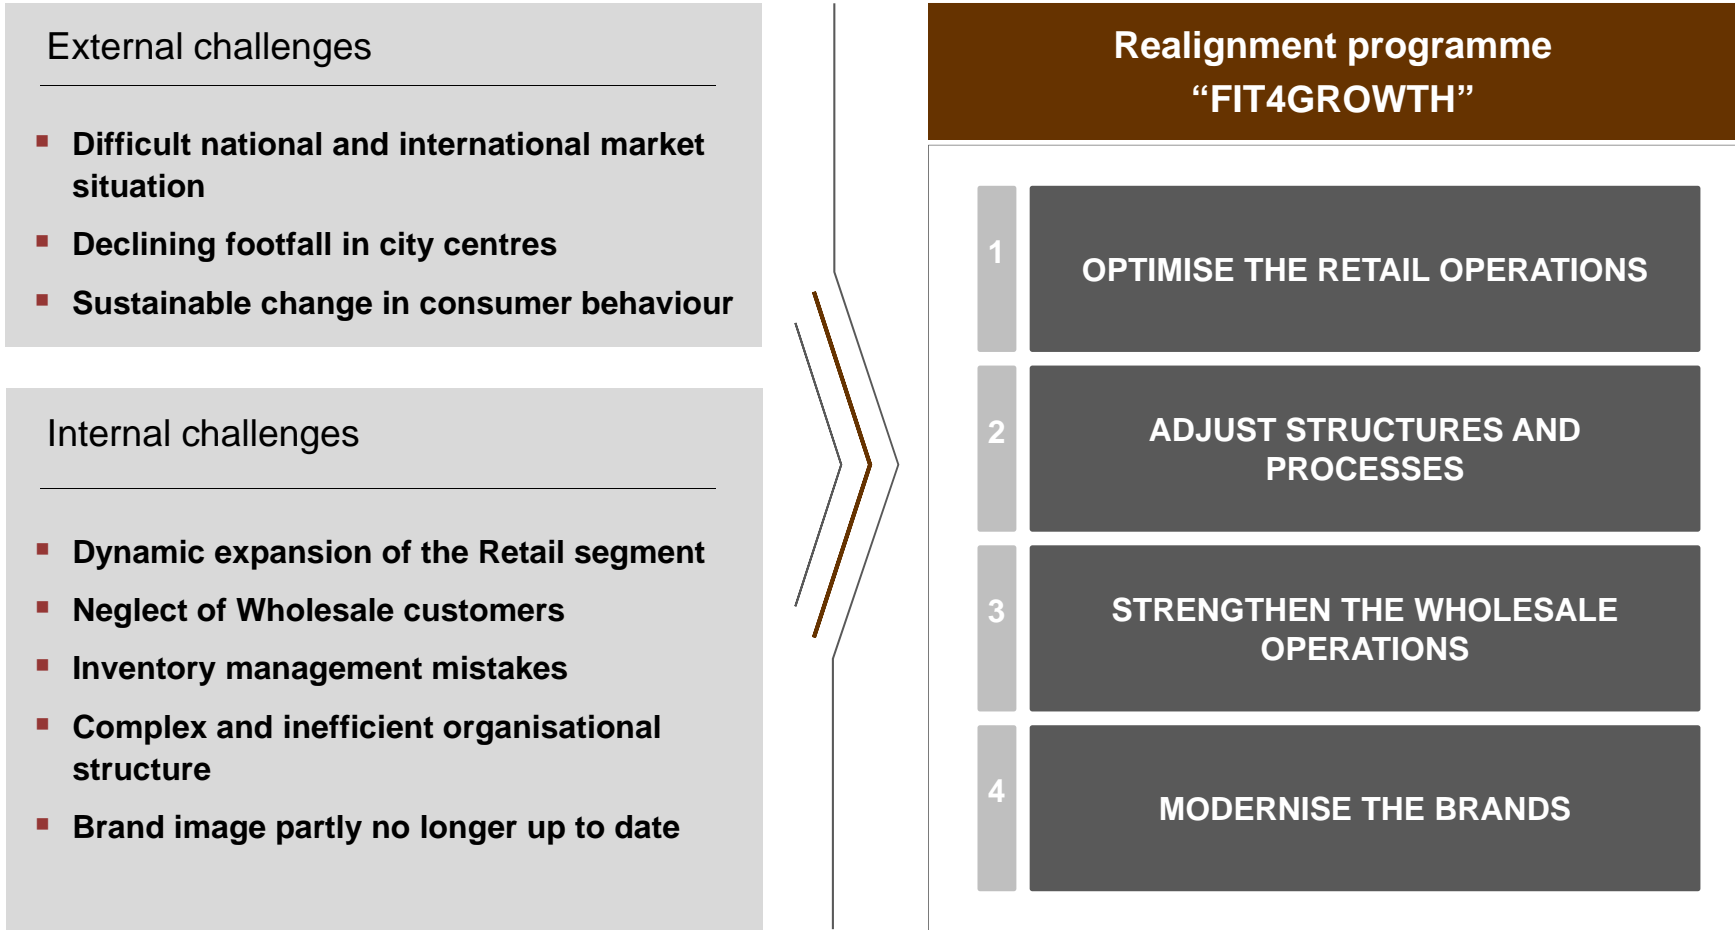 External challenges
▪ Difficult national and international market
situation
▪ Declining footfall in city centres
▪ Sustainable change in consumer behaviour
Internal challenges
▪ Dynamic expansion of the Retail segment
▪ Neglect of Wholesale customers
▪ Inventory management mistakes
▪ Complex and inefficient organisational
structure
▪ Brand image partly no longer up to date
Realignment programme
“FIT4GROWTH”
1
OPTIMISE THE RETAIL OPERATIONS
2
ADJUST STRUCTURES AND
PROCESSES
3
STRENGTHEN THE WHOLESALE
OPERATIONS
4
MODERNISE THE BRANDS